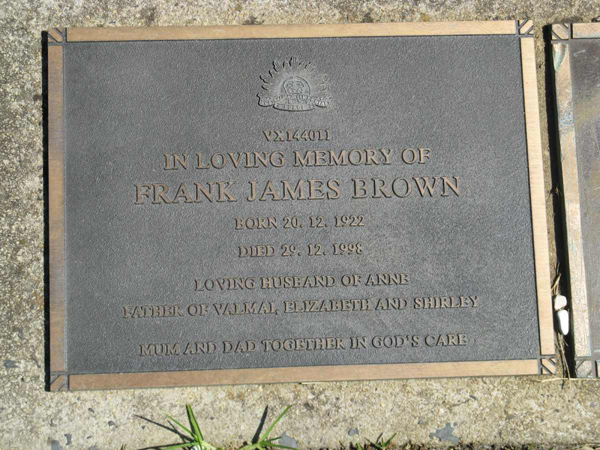 VX144011
IN LOVING MEMORY OF
FRANK JAMES BROWN
BORN 20. 12. 1922
DIED 29. 12. 1998
LOVING HUSBAND OF ANNE
FATHER OF VALMAI, ELIZABETH AND SHIRLEY
MUM AND DAD TOGETHER IN GOD'S CARE